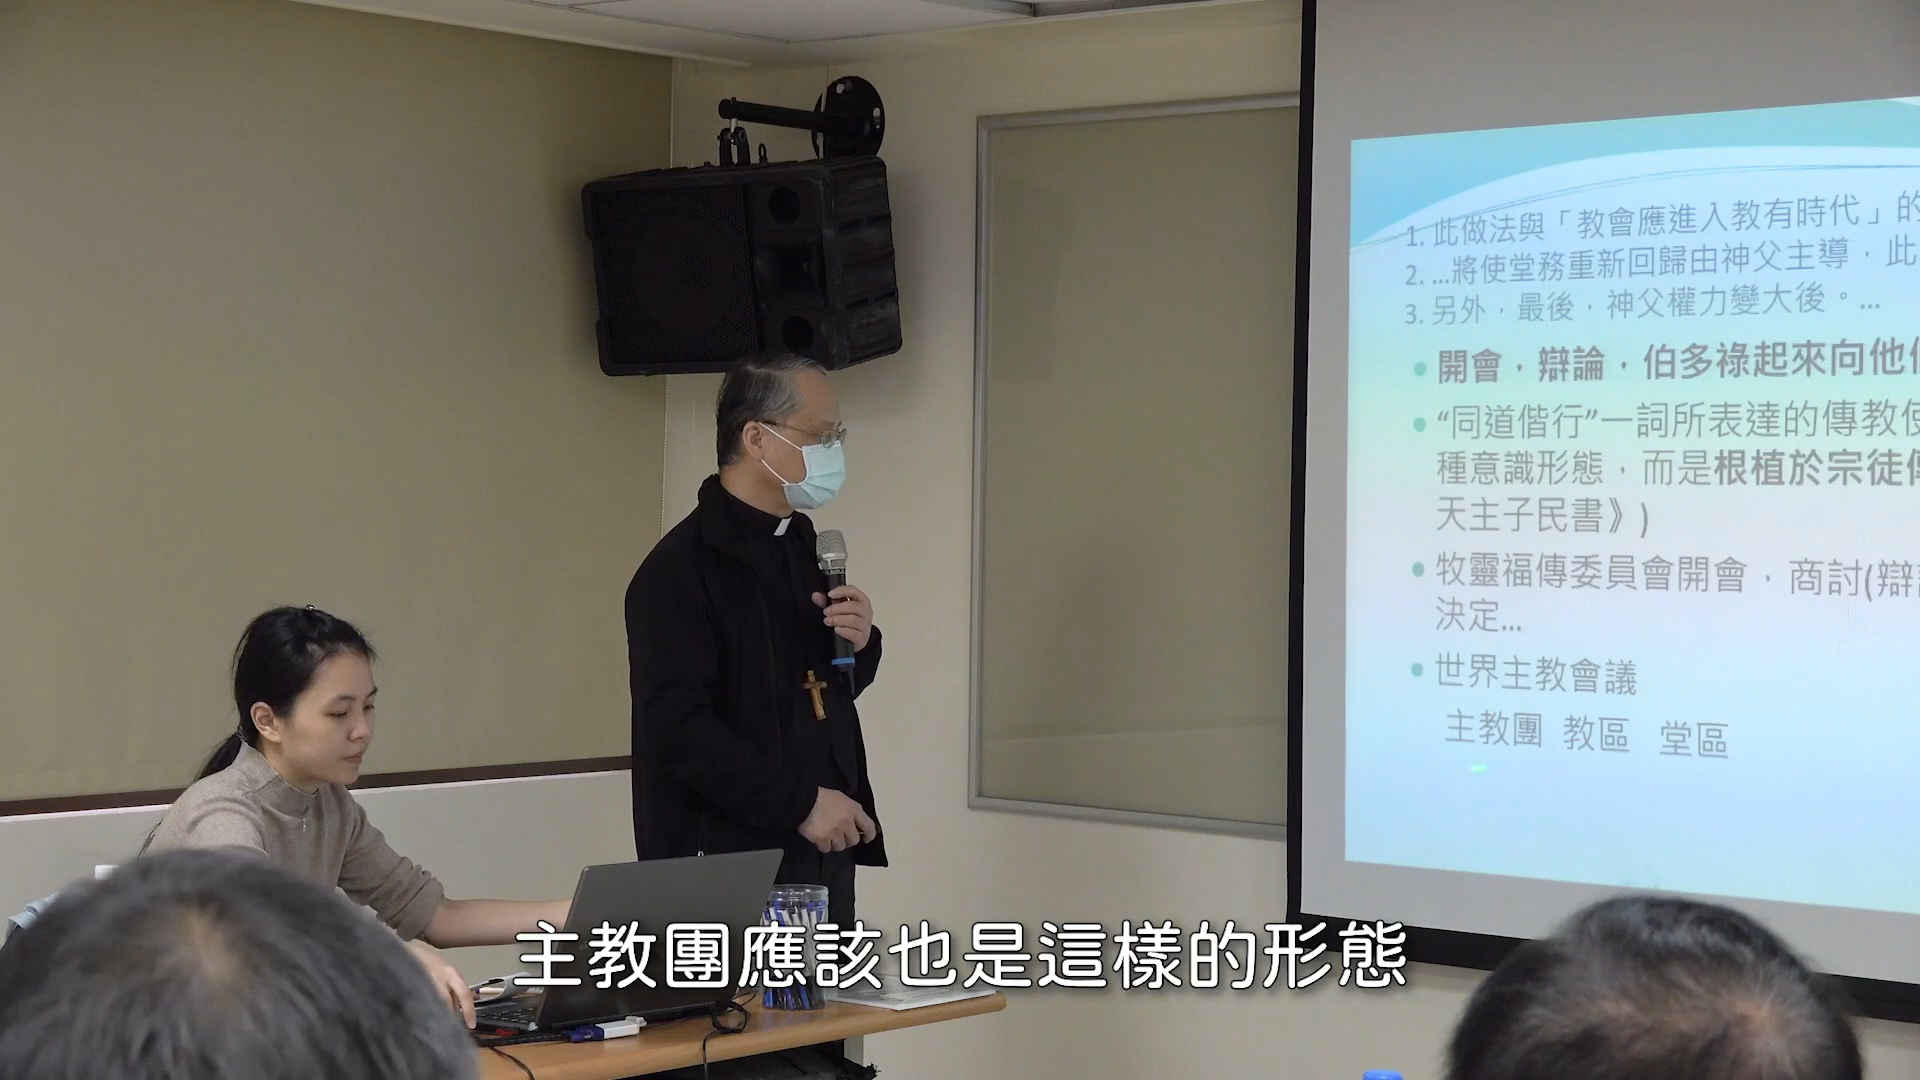 1. 此做法與「教會應進入教有時代」的
2. ...將使堂務重新回歸由神父主導，此
3. 另外，最後，神父權力變大後。...
• 開會，辯論，伯多祿起來向他
• “同道偕行”一詞所表達的傳教使
種意識形態，而是根植於宗徒傳
天主子民書》)
• 牧靈福傳委員會開會，商討(辯
決定...
• 世界主教會議
主教團 教區 堂區
主教團應該也是這樣的形態